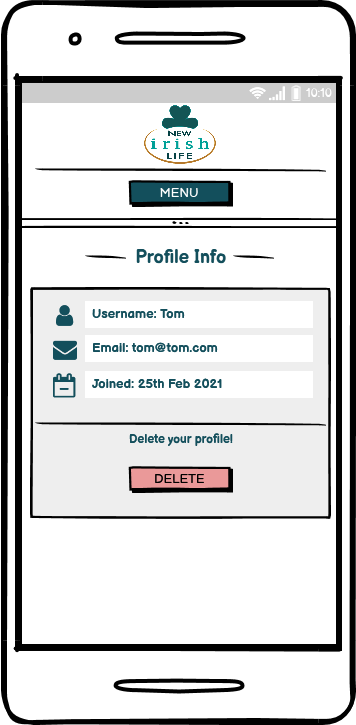 10:10
NEW
irish
LIFE
MENU
Profile Info
Username: Tom
Email: tom@tom.com
Joined: 25th Feb 2021
Delete your profile!
DELETE